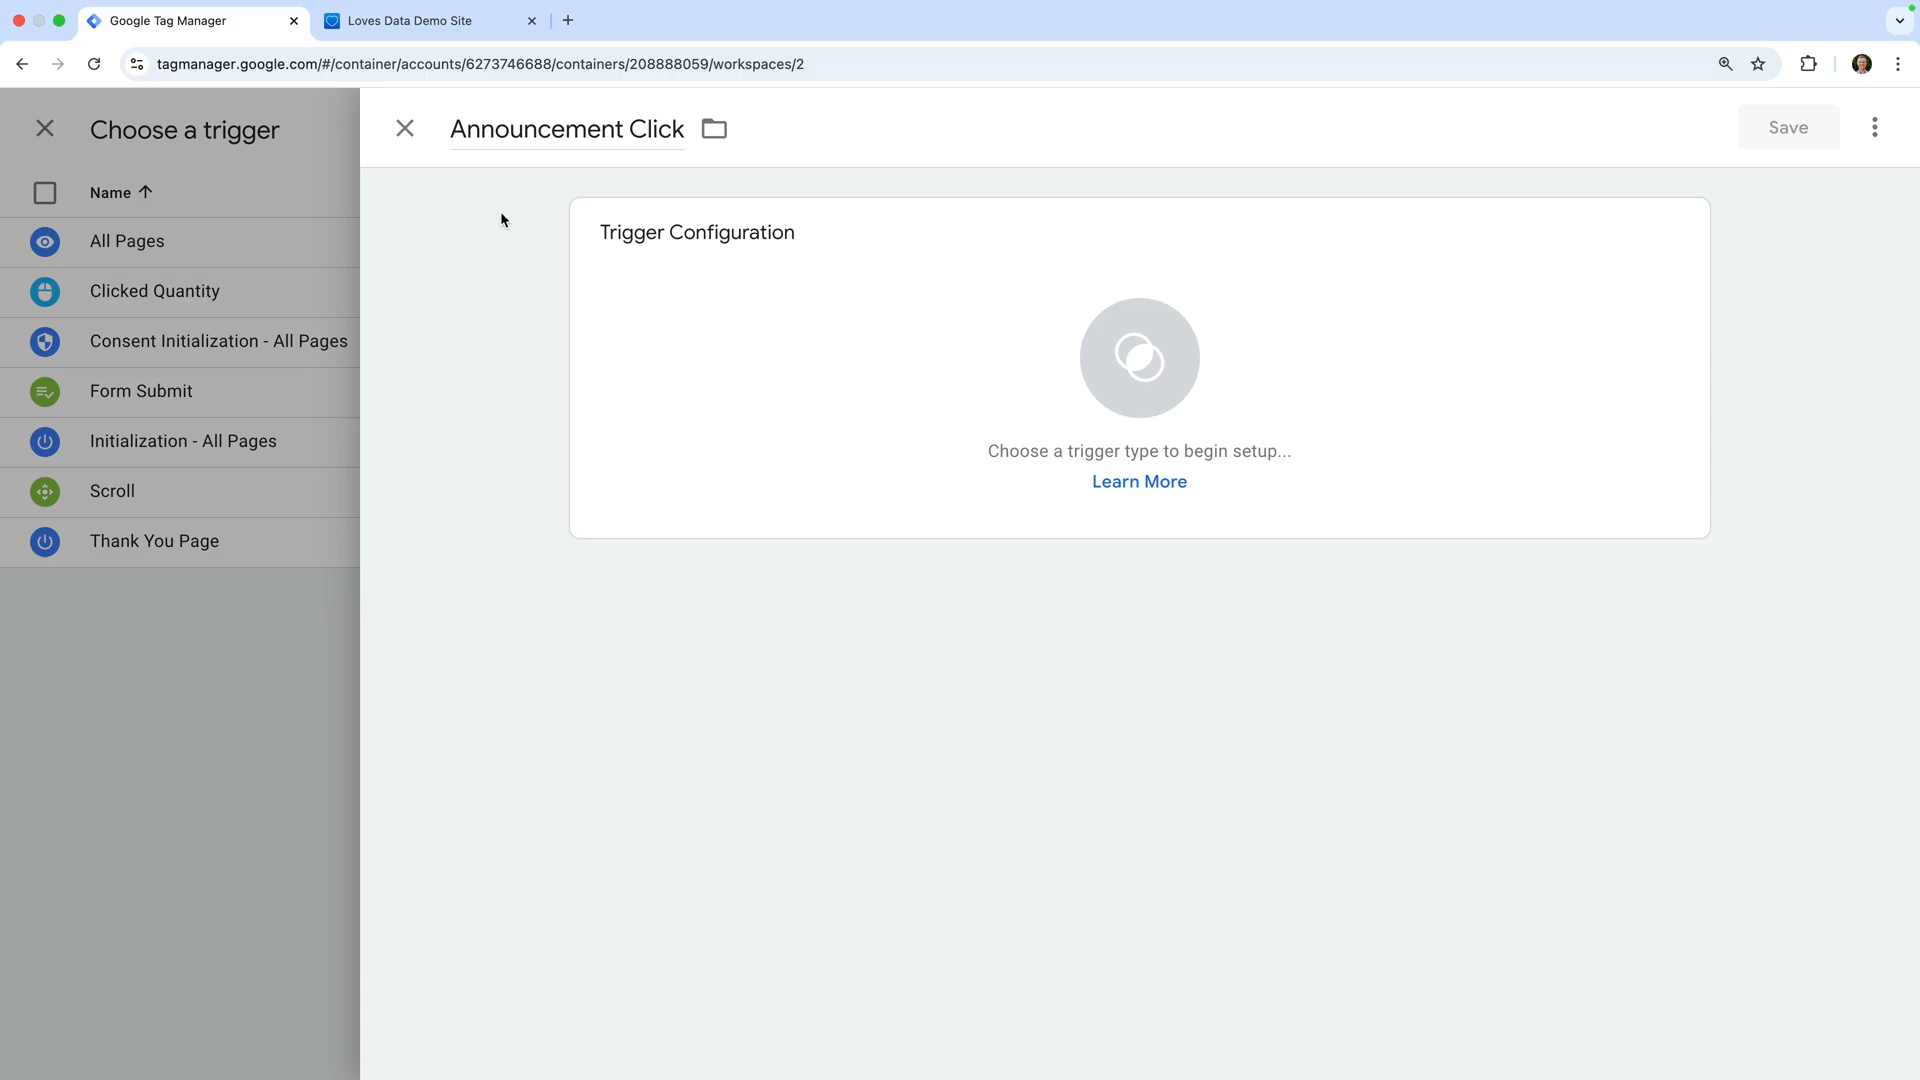 Google Tag Manager
Loves Data Demo Site
tagmanager.google.com/#/container/accounts/6273746688/containers/208888059/workspaces/2
Choose a trigger
Announcement Click
Save
Name
All Pages
Clicked Quantity
Consent Initialization - All Pages
Form Submit
Initialization - All Pages
Scroll
Thank You Page
Trigger Configuration
Choose a trigger type to begin setup...
Learn More